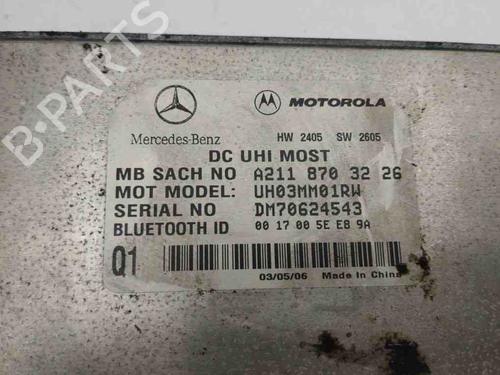 B-PARTS
Mercedes-Benz
MOTOROLA
HW 2405 SW 2605
DC UHI MOST
MB SACH NO A211 870 32 26
MOT MODEL: UH03MM01RW
SERIAL NO DM70624543
BLUETOOTH ID 00 17 00 5E E8 9A
Q1
03/05/06 Made In China